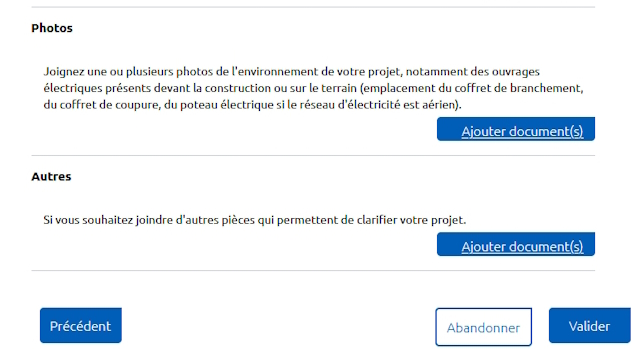 Photos
Joignez une ou plusieurs photos de l'environnement de votre projet, notamment des ouvrages
électriques présents devant la construction ou sur le terrain (emplacement du coffret de branchement,
du coffret de coupure, du poteau électrique si le réseau d'électricité est aérien).
Ajouter document(s)
Autres
Si vous souhaitez joindre d'autres pièces qui permettent de clarifier votre projet.
Ajouter document(s)
Précédent
Abandonner
Valider